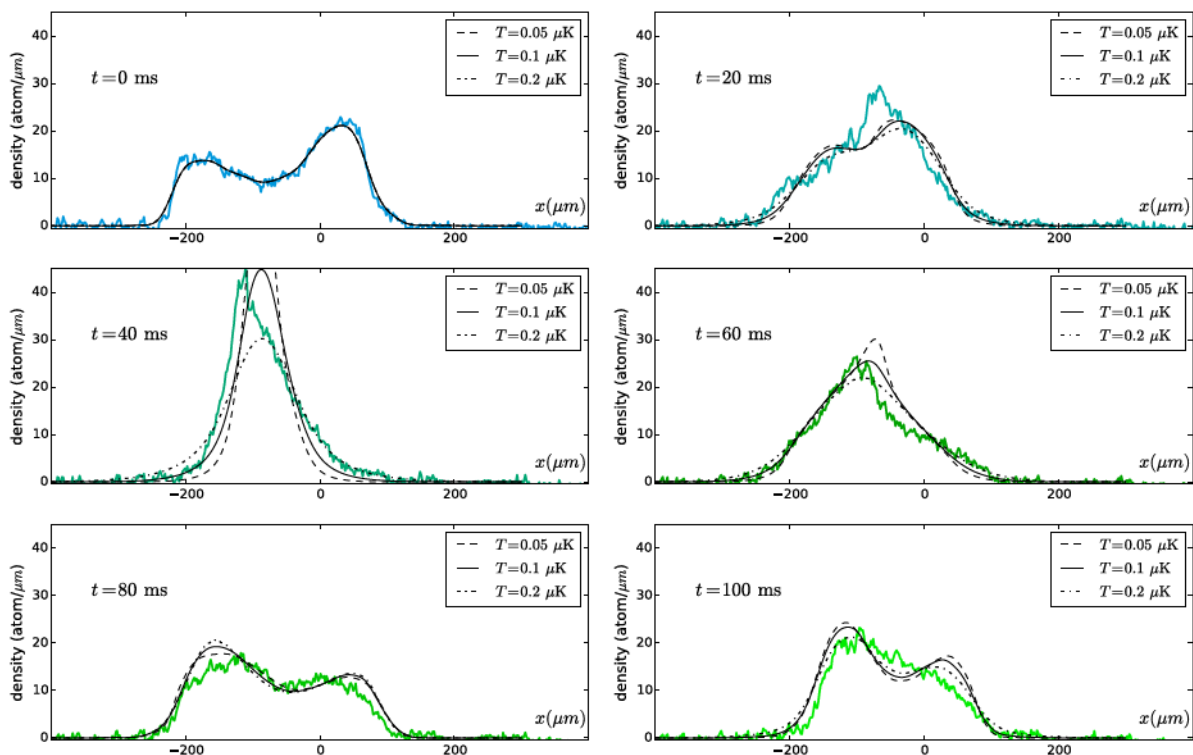 density (atom/μm)
40
30
20
10
0
t=0 ms
T=0.05 μK
T=0.1 μK
T=0.2 μK
x(μm)
−200
0
200
density (atom/μm)
40
30
20
10
0
t=20 ms
T=0.05 μK
T=0.1 μK
T=0.2 μK
x(μm)
−200
0
200
density (atom/μm)
40
30
20
10
0
t=40 ms
T=0.05 μK
T=0.1 μK
T=0.2 μK
x(μm)
−200
0
200
density (atom/μm)
40
30
20
10
0
t=60 ms
T=0.05 μK
T=0.1 μK
T=0.2 μK
x(μm)
−200
0
200
density (atom/μm)
40
30
20
10
0
t=80 ms
T=0.05 μK
T=0.1 μK
T=0.2 μK
x(μm)
−200
0
200
density (atom/μm)
40
30
20
10
0
t=100 ms
T=0.05 μK
T=0.1 μK
T=0.2 μK
x(μm)
−200
0
200